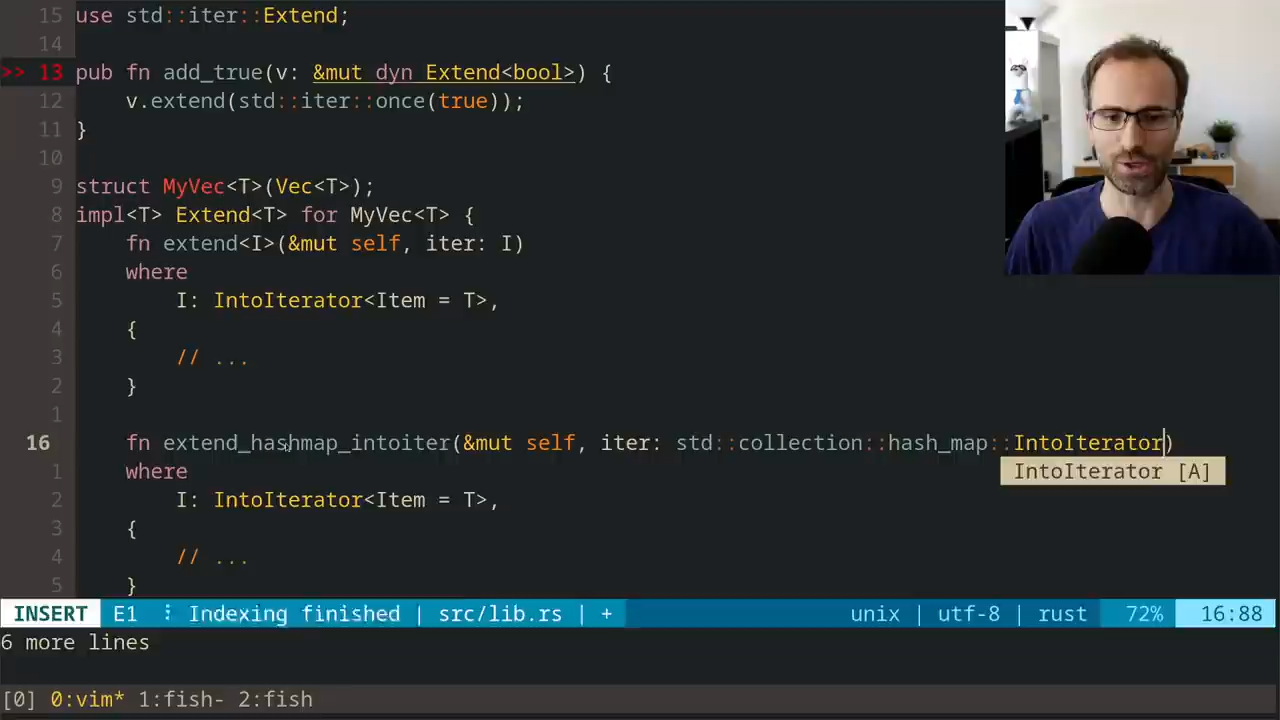 15 use std::iter::Extend;
14
>> 13 pub fn add_true(v: &mut dyn Extend<bool>) {
12     v.extend(std::iter::once(true));
11 }
10
9 struct MyVec<T>(Vec<T>);
8 impl<T> Extend<T> for MyVec<T> {
7     fn extend<I>(&mut self, iter: I)
6     where
5         I: IntoIterator<Item = T>,
4     {
3         // ...
2     }
1
16     fn extend_hashmap_intoiter(&mut self, iter: std::collection::hash_map::IntoIterator)
1     where IntoIterator [A]
2         I: IntoIterator<Item = T>,
3     {
4         // ...
5     }
INSERT E1 ⋮ Indexing finished | src/lib.rs | + unix | utf-8 | rust 72% 16:88
6 more lines
[0] 0:vim* 1:fish- 2:fish